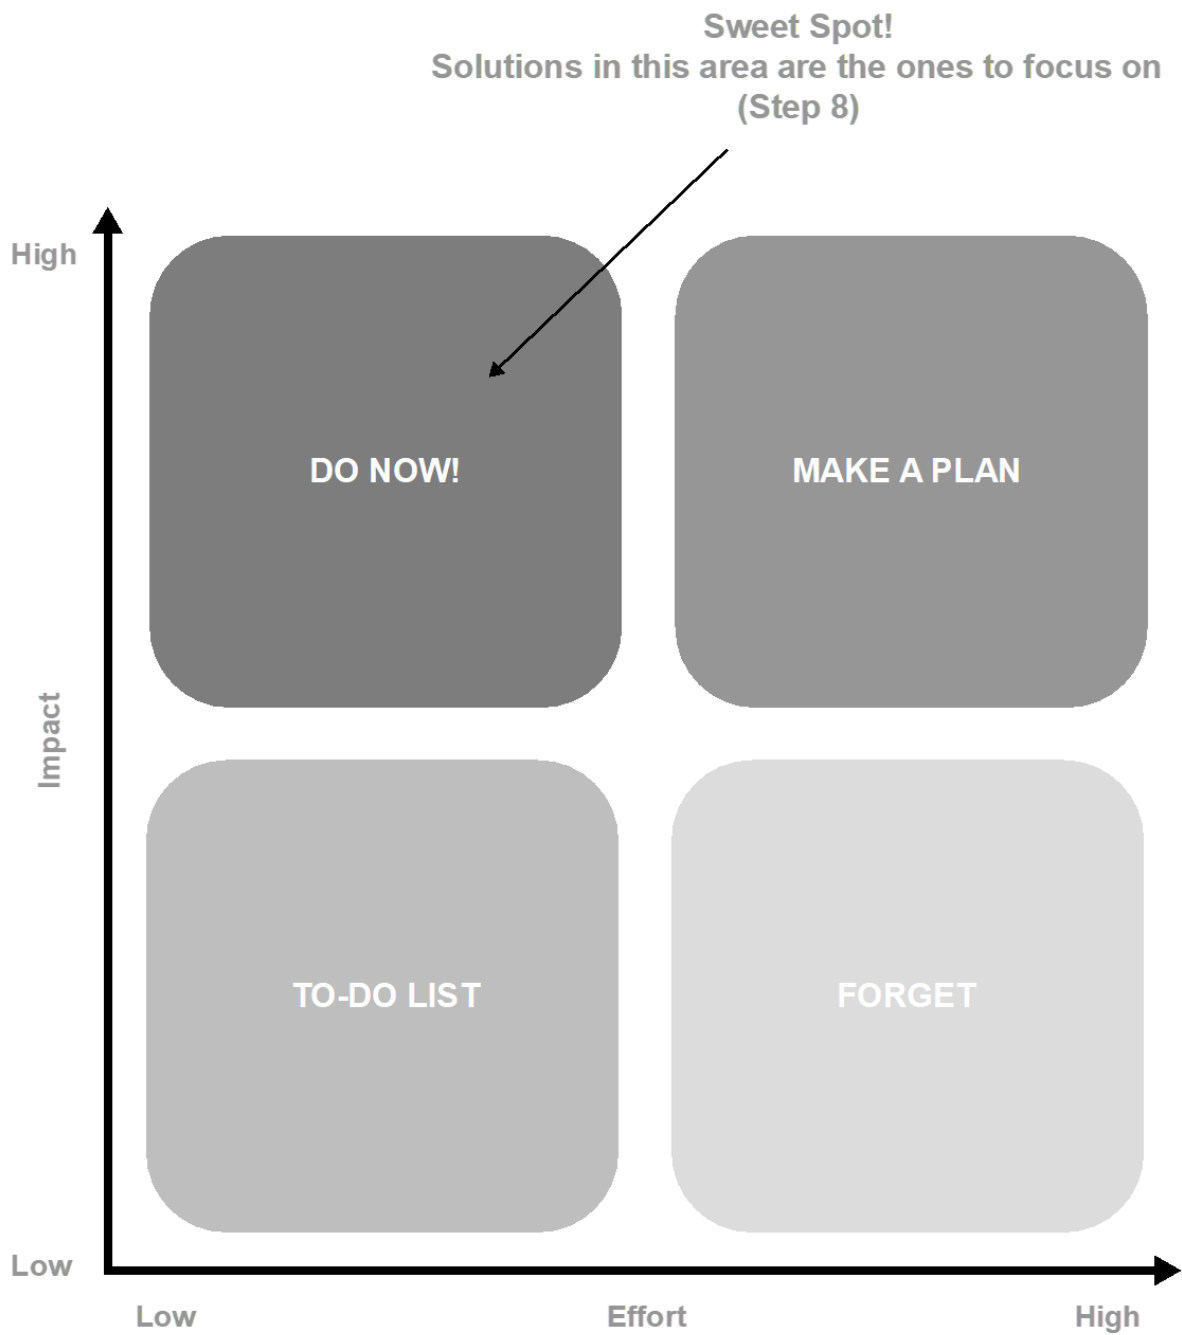 Sweet Spot!
Solutions in this area are the ones to focus on
(Step 8)
High
DO NOW!
MAKE A PLAN
Impact
TO-DO LIST
FORGET
Low
Low
Effort
High